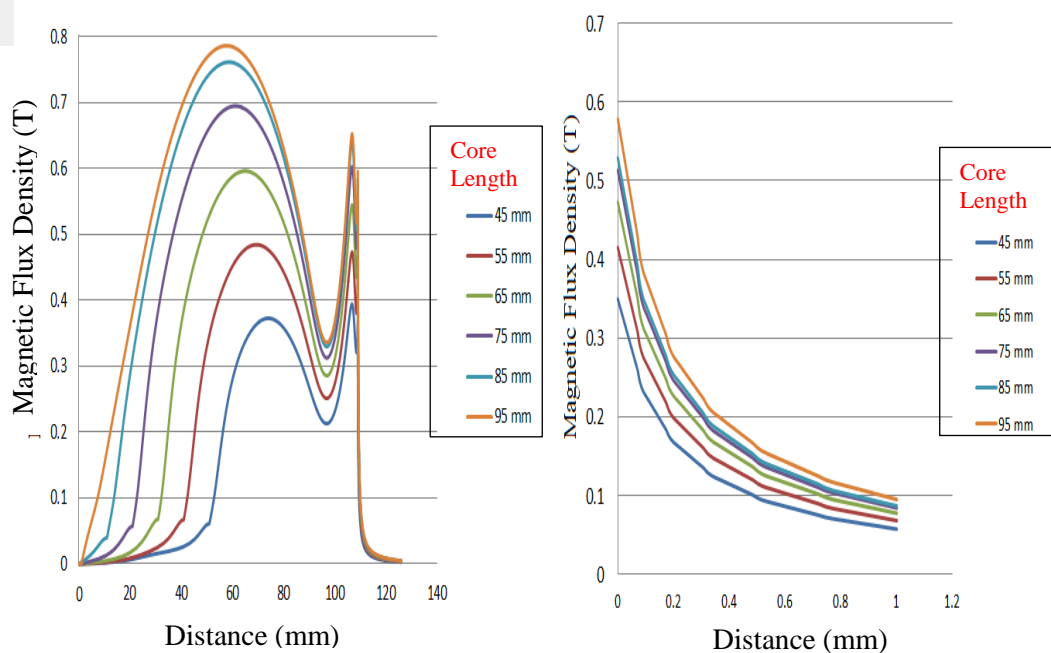 Magnetic Flux Density (T)
0.8
0.7
0.6
0.5
0.4
0.3
0.2
0.1
0
0 20 40 60 80 100 120 140
Distance (mm)
Core
Length
45 mm
55 mm
65 mm
75 mm
85 mm
95 mm
Magnetic Flux Density (T)
0.7
0.6
0.5
0.4
0.3
0.2
0.1
0
0 0.2 0.4 0.6 0.8 1 1.2
Distance (mm)
Core
Length
45 mm
55 mm
65 mm
75 mm
85 mm
95 mm